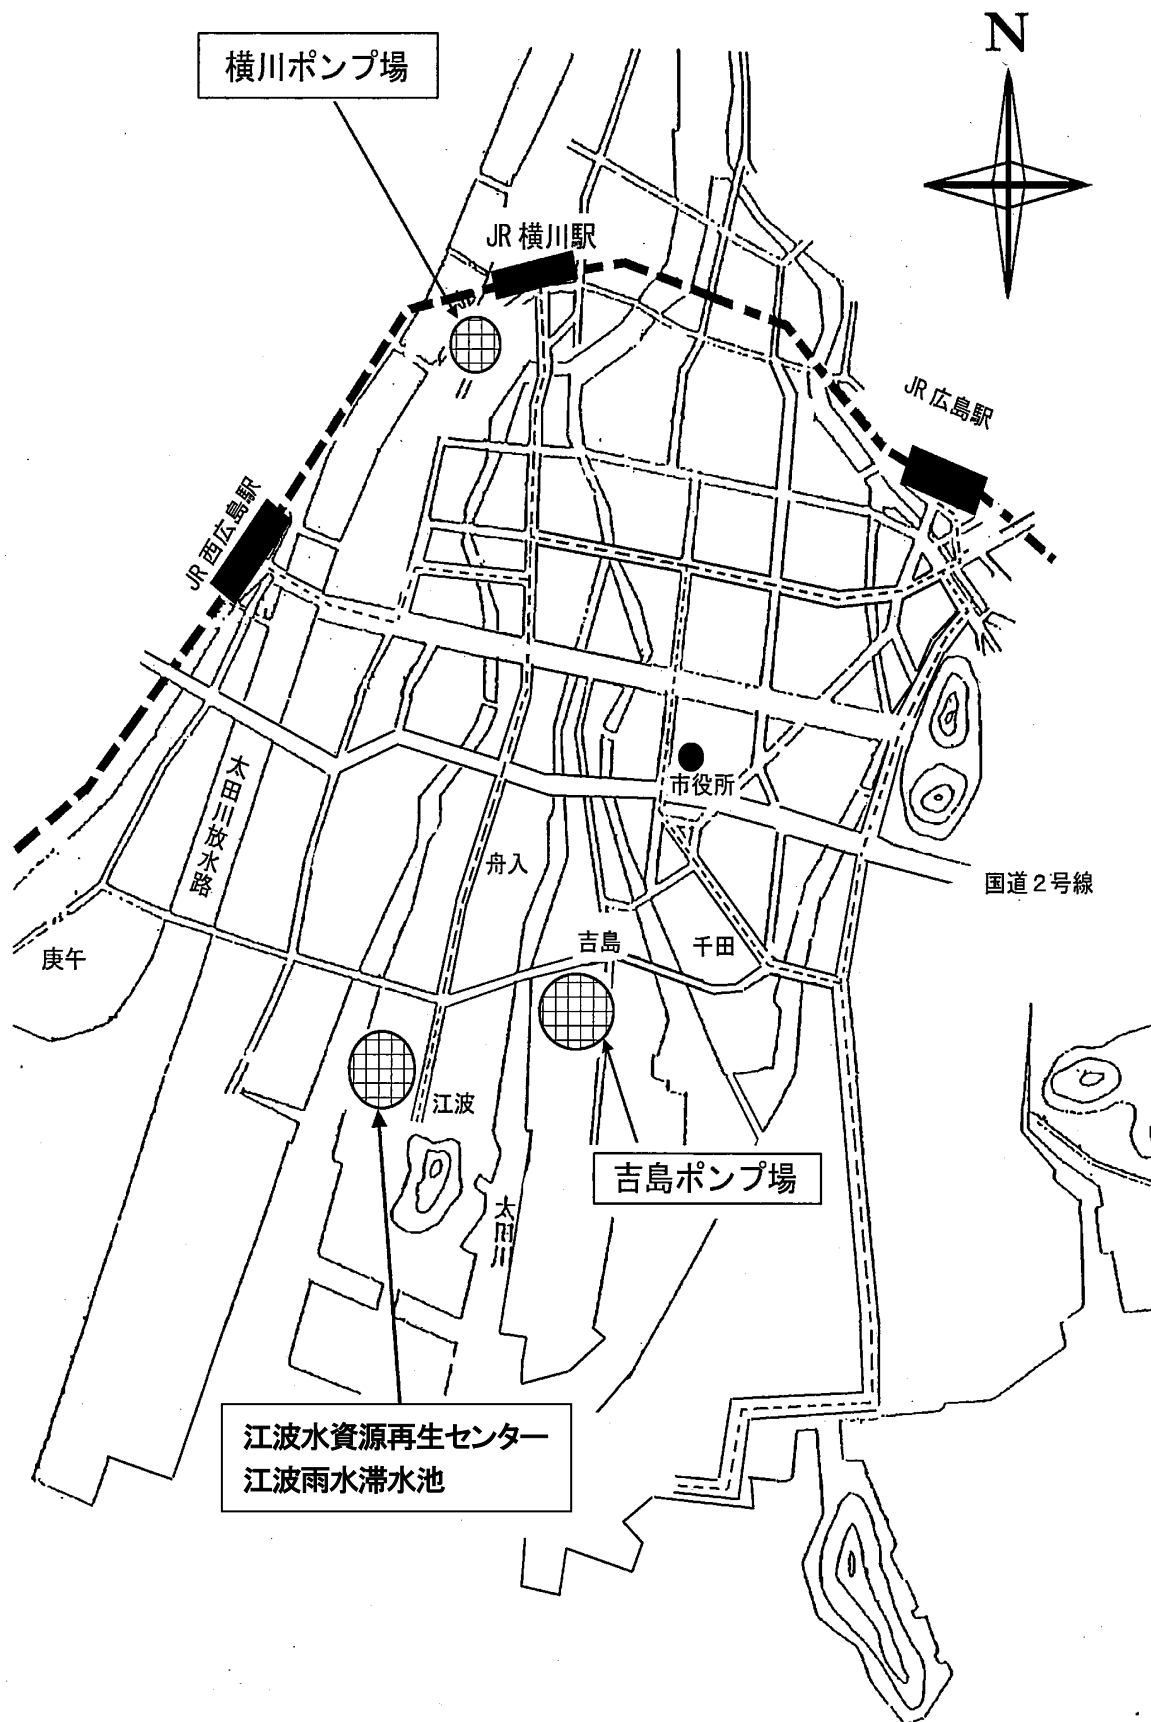 N
横川ポンプ場
JR 横川駅
JR 広島駅
JR 西広島駅
市役所
太田川放水路
舟入
国道2号線
庚午
吉島
千田
江波
吉島ポンプ場
太田川
江波水資源再生センター
江波雨水滞水池